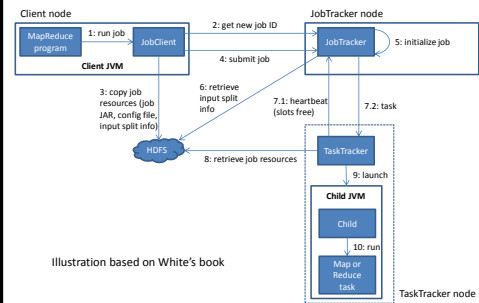 Client node
JobTracker node
MapReduce
program
1: run job
JobClient
Client JVM
2: get new job ID
4: submit job
JobTracker
5: initialize job
3: copy job
resources (job
JAR, config file,
input split info)
6: retrieve
input split
info
7.1: heartbeat
(slots free)
7.2: task
HDFS
8: retrieve job resources
TaskTracker
9: launch
Child JVM
Child
10: run
Map or
Reduce
task
Illustration based on White's book
TaskTracker node